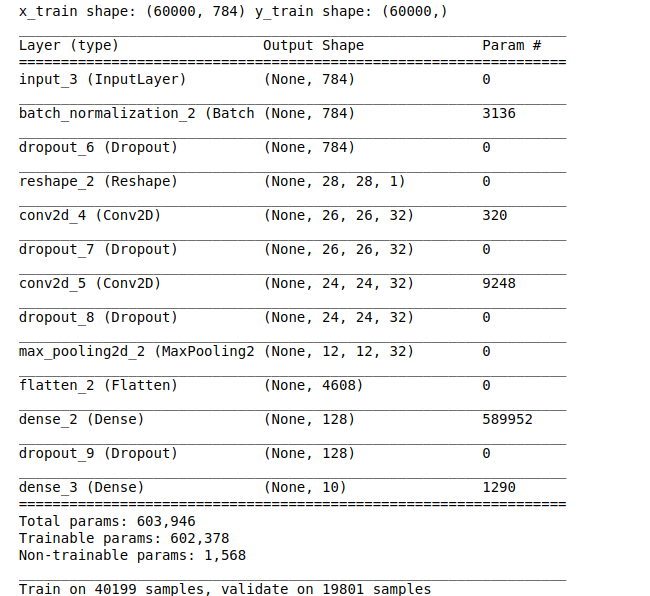 x_train shape: (60000, 784) y_train shape: (60000,)
_________________________________________________________________
Layer (type)                 Output Shape              Param #
=================================================================
input_3 (InputLayer)         (None, 784)               0
_________________________________________________________________
batch_normalization_2 (Batch (None, 784)               3136
_________________________________________________________________
dropout_6 (Dropout)          (None, 784)               0
_________________________________________________________________
reshape_2 (Reshape)          (None, 28, 28, 1)         0
_________________________________________________________________
conv2d_4 (Conv2D)            (None, 26, 26, 32)        320
_________________________________________________________________
dropout_7 (Dropout)          (None, 26, 26, 32)        0
_________________________________________________________________
conv2d_5 (Conv2D)            (None, 24, 24, 32)        9248
_________________________________________________________________
dropout_8 (Dropout)          (None, 24, 24, 32)        0
_________________________________________________________________
max_pooling2d_2 (MaxPooling2 (None, 12, 12, 32)        0
_________________________________________________________________
flatten_2 (Flatten)          (None, 4608)              0
_________________________________________________________________
dense_2 (Dense)              (None, 128)               589952
_________________________________________________________________
dropout_9 (Dropout)          (None, 128)               0
_________________________________________________________________
dense_3 (Dense)              (None, 10)                1290
=================================================================
Total params: 603,946
Trainable params: 602,378
Non-trainable params: 1,568
_________________________________________________________________
Train on 40199 samples, validate on 19801 samples